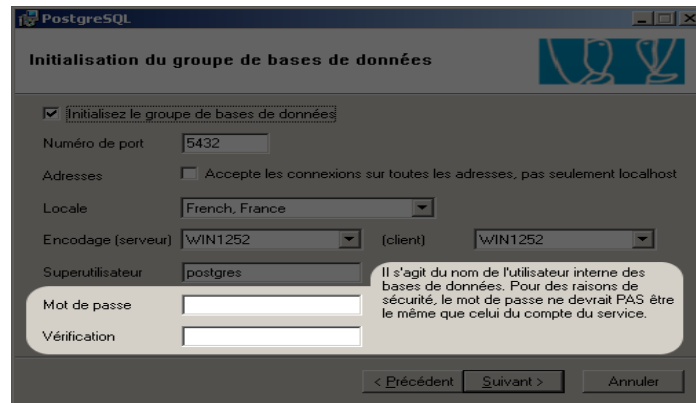 PostgreSQL
Initialisation du groupe de bases de données
Initialisez le groupe de bases de données
Numéro de port 5432
Adresses Accepte les connexions sur toutes les adresses, pas seulement localhost
Locale French, France
Encodage (serveur) WIN1252 (client) WIN1252
Superutilisateur postgres
Il s'agit du nom de l'utilisateur interne des
bases de données. Pour des raisons de
sécurité, le mot de passe ne devrait PAS être
le même que celui du compte du service.
Mot de passe
Vérification
< Précédent Suivant > Annuler